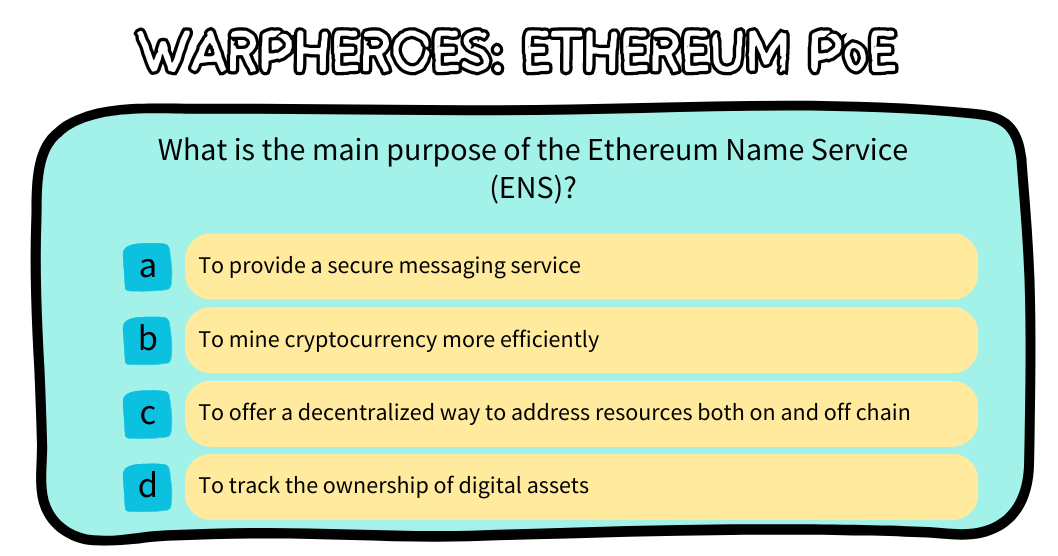 WARPHEROES: ETHEREUM PoE
What is the main purpose of the Ethereum Name Service
(ENS)?
a To provide a secure messaging service
b To mine cryptocurrency more efficiently
c To offer a decentralized way to address resources both on and off chain
d To track the ownership of digital assets